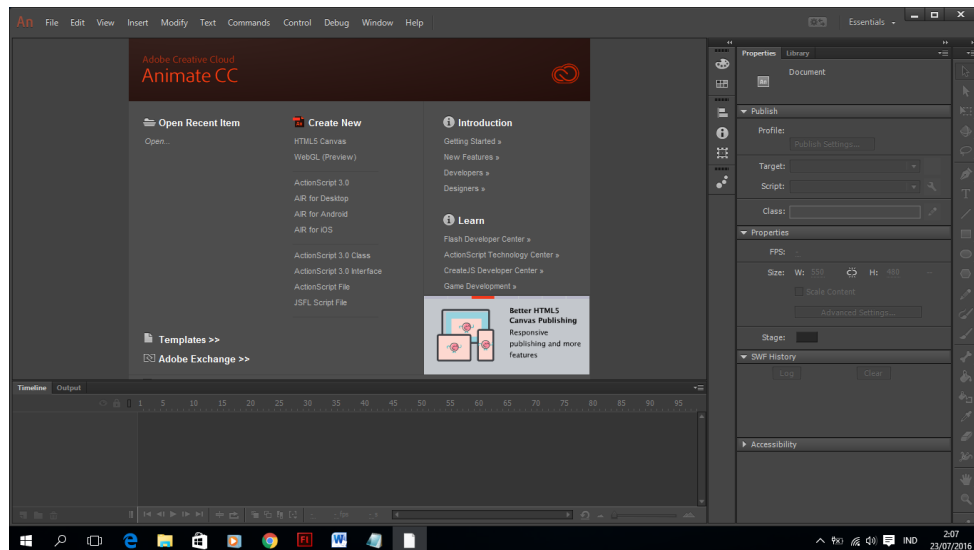 An File Edit View Insert Modify Text Commands Control Debug Window Help
Essentials
Adobe Creative Cloud
Animate CC
Open Recent Item
Open...
Create New
HTML5 Canvas
WebGL (Preview)
ActionScript 3.0
AIR for Desktop
AIR for Android
AIR for iOS
ActionScript 3.0 Class
ActionScript 3.0 Interface
ActionScript File
JSFL Script File
Introduction
Getting Started »
New Features »
Developers »
Designers »
Learn
Flash Developer Center »
ActionScript Technology Center »
CreateJS Developer Center »
Game Development »
Better HTML5
Canvas Publishing
Responsive
publishing and more
features
Templates >>
Adobe Exchange >>
Properties Library
An Document
Publish
Profile:
Publish Settings...
Target:
Script:
Class:
Properties
FPS: -
Size: W: 550 H: 400
Scale Content
Advanced Settings...
Stage:
SWF History
Log Clear
Accessibility
Timeline Output
1 5 10 15 20 25 30 35 40 45 50 55 60 65 70 75 80 85 90 95
Fl
IND
2:07
23/07/2016